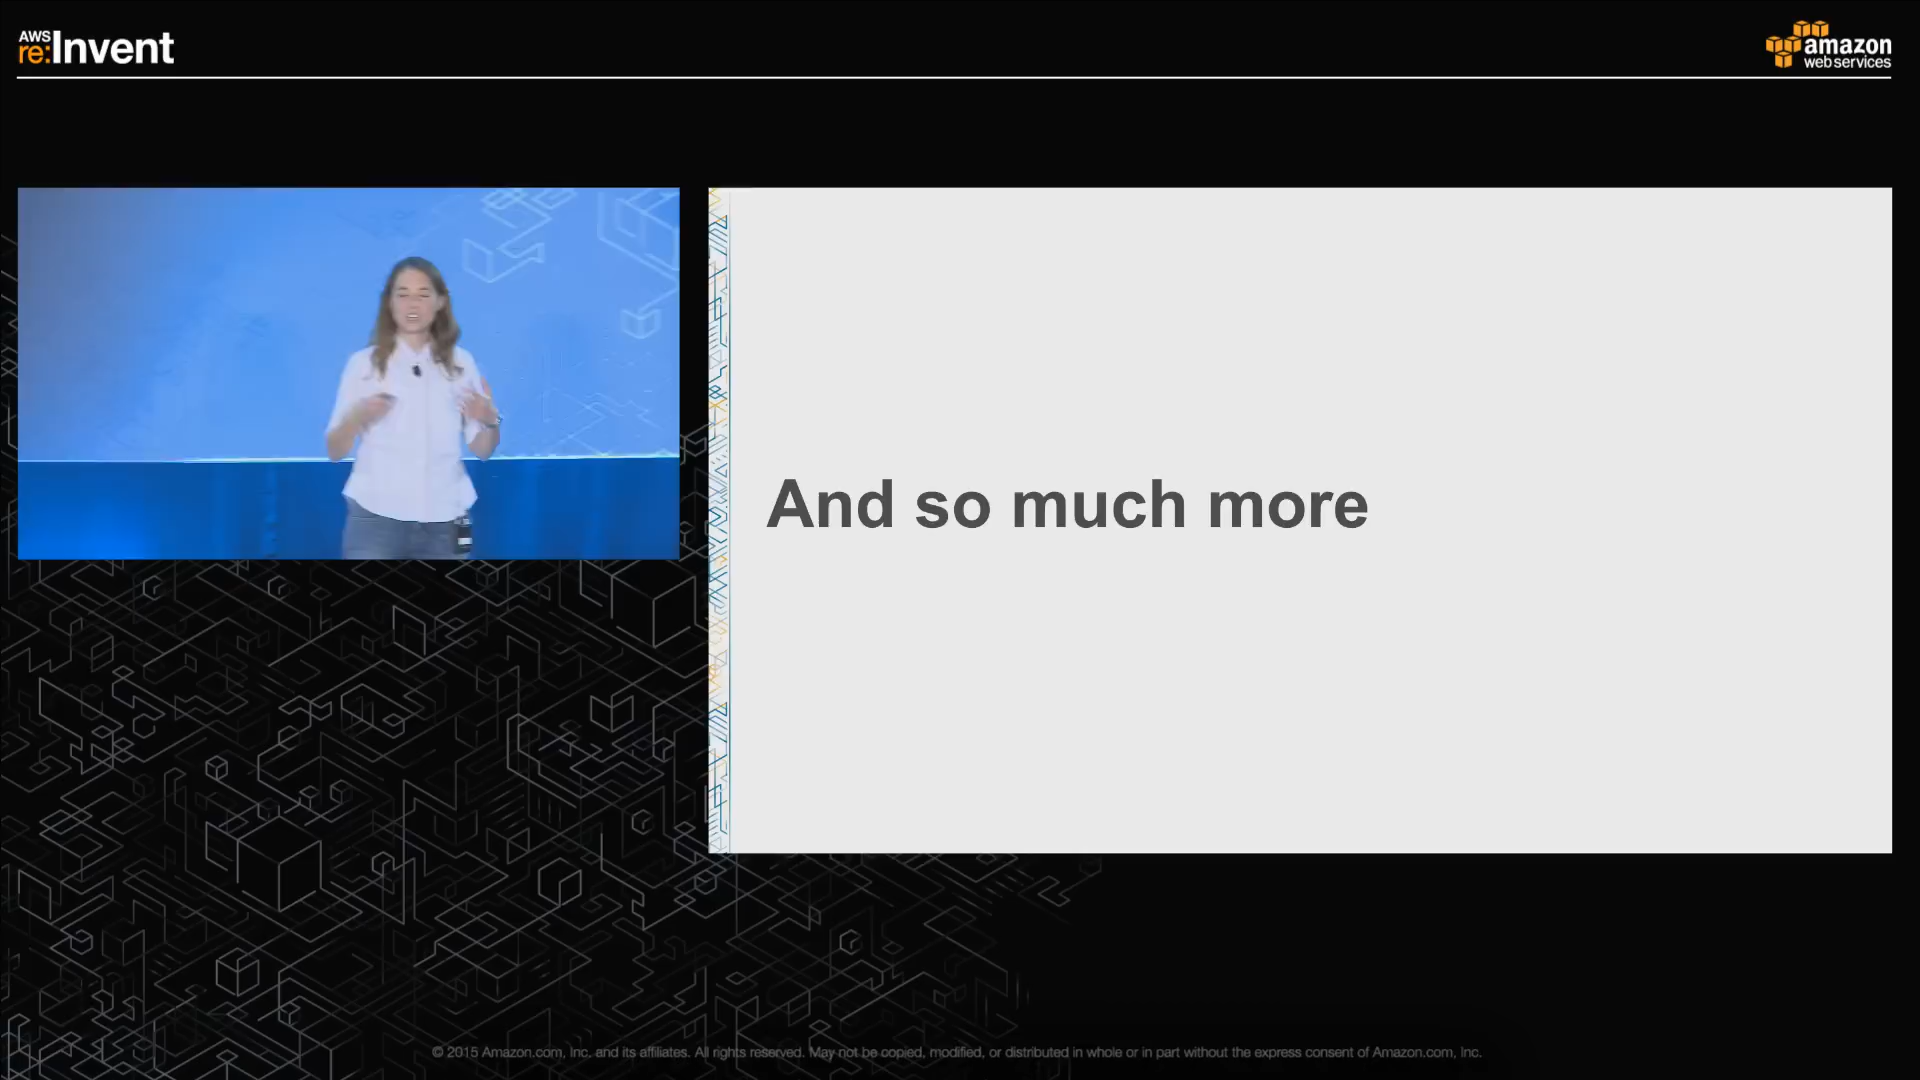 AWS
re:Invent
amazon
web services
And so much more
© 2015 Amazon.com, Inc. and its affiliates. All rights reserved. May not be copied, modified, or distributed in whole or in part without the express consent of Amazon.com, Inc.